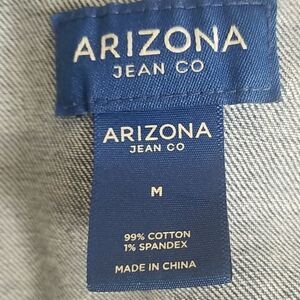 ARIZONA
JEAN CO
ARIZONA
JEAN CO
M
99% COTTON
1% SPANDEX
MADE IN CHINA